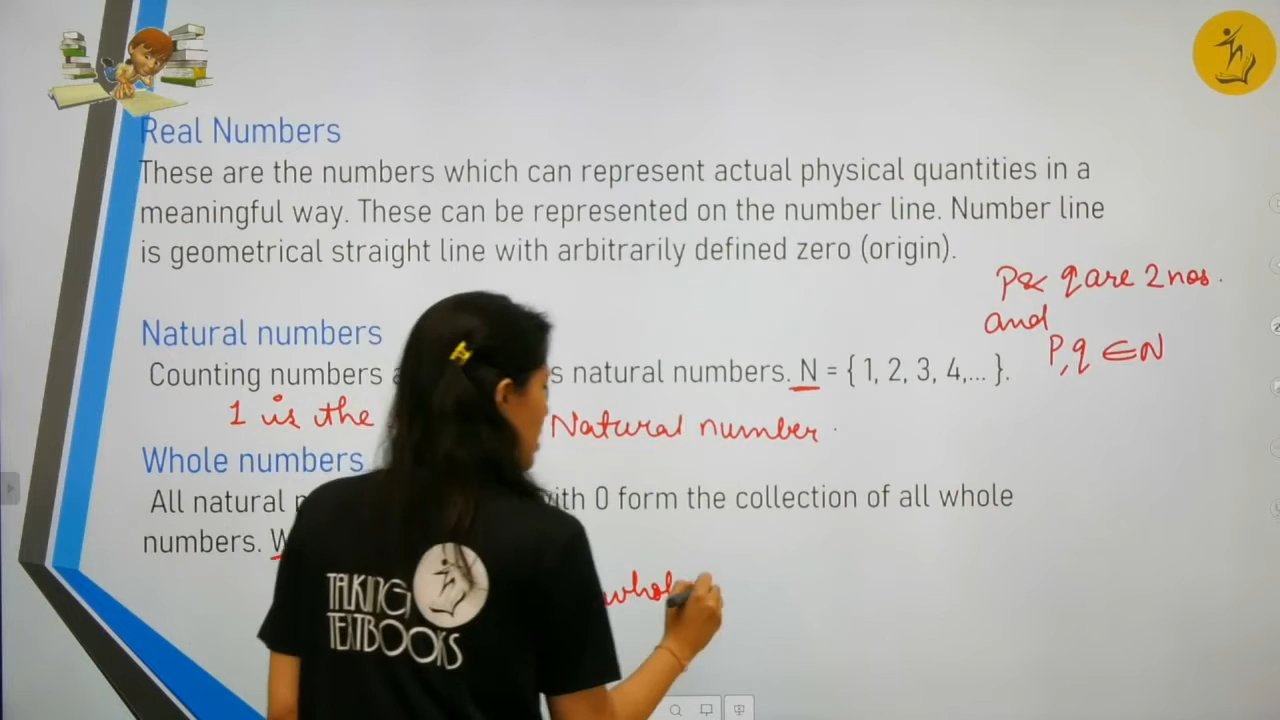 Real Numbers
These are the numbers which can represent actual physical quantities in a
meaningful way. These can be represented on the number line. Number line
is geometrical straight line with arbitrarily defined zero (origin).
P & q are 2 nos.
and
P,q ∈ N
Natural numbers
Counting numbers s natural numbers. N = { 1, 2, 3, 4,... }.
1 is the Natural number.
Whole numbers
All natural with 0 form the collection of all whole
numbers. W
whol
TALKING
TEXTBOOKS